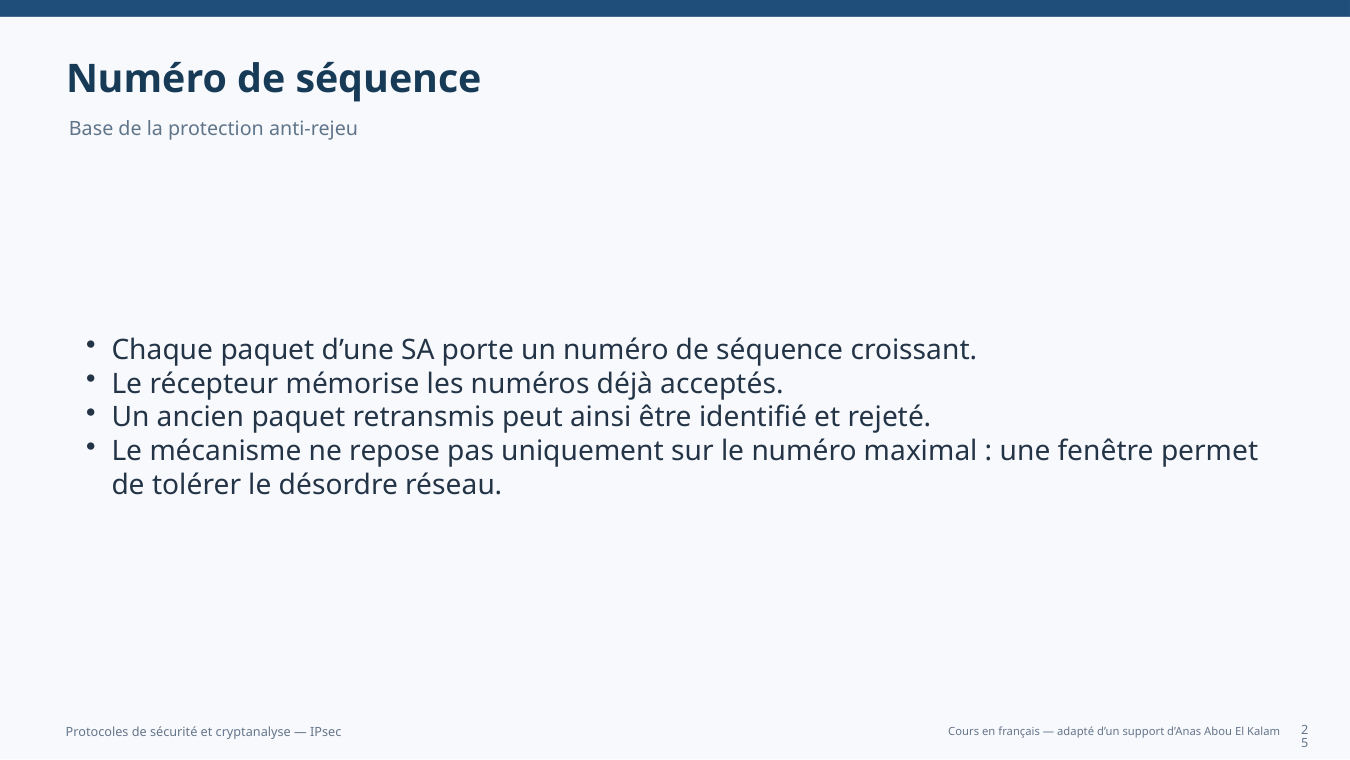 Numéro de séquence
Base de la protection anti-rejeu
• Chaque paquet d’une SA porte un numéro de séquence croissant.
• Le récepteur mémorise les numéros déjà acceptés.
• Un ancien paquet retransmis peut ainsi être identifié et rejeté.
• Le mécanisme ne repose pas uniquement sur le numéro maximal : une fenêtre permet
de tolérer le désordre réseau.
Protocoles de sécurité et cryptanalyse — IPsec
Cours en français — adapté d’un support d’Anas Abou El Kalam
2
5